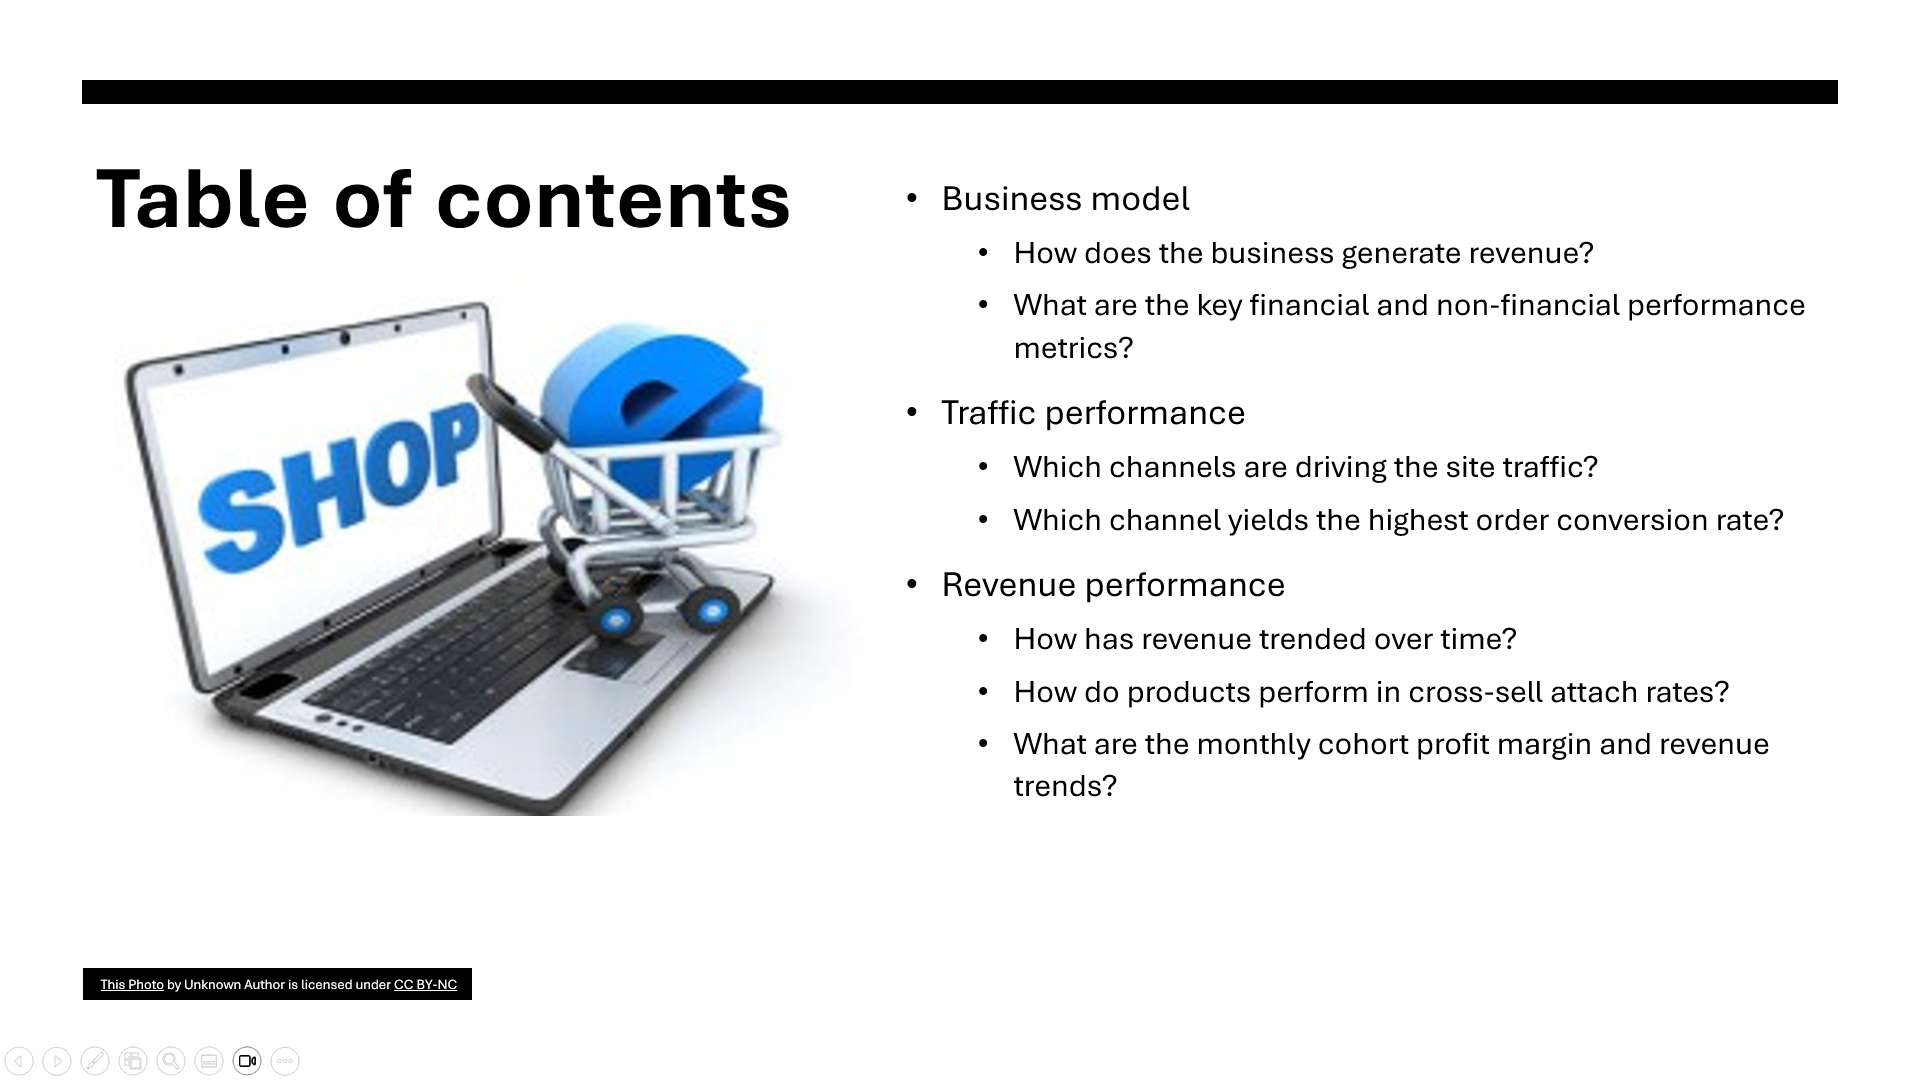 Table of contents
SHOP
e
• Business model
• How does the business generate revenue?
• What are the key financial and non-financial performance
metrics?
• Traffic performance
• Which channels are driving the site traffic?
• Which channel yields the highest order conversion rate?
• Revenue performance
• How has revenue trended over time?
• How do products perform in cross-sell attach rates?
• What are the monthly cohort profit margin and revenue
trends?
This Photo by Unknown Author is licensed under CC BY-NC